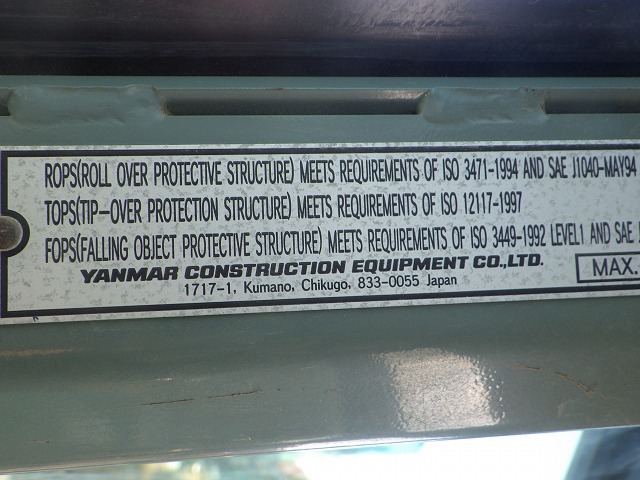 ROPS(ROLL OVER PROTECTIVE STRUCTURE) MEETS REQUIREMENTS OF ISO 3471-1994 AND SAE J1040-MAY94
TOPS(TIP-OVER PROTECTION STRUCTURE) MEETS REQUIREMENTS OF ISO 12117-1997
FOPS(FALLING OBJECT PROTECTIVE STRUCTURE) MEETS REQUIREMENTS OF ISO 3449-1992 LEVEL1 AND SAE
YANMAR CONSTRUCTION EQUIPMENT CO.,LTD.
MAX.
1717-1, Kumano, Chikugo, 833-0055 Japan